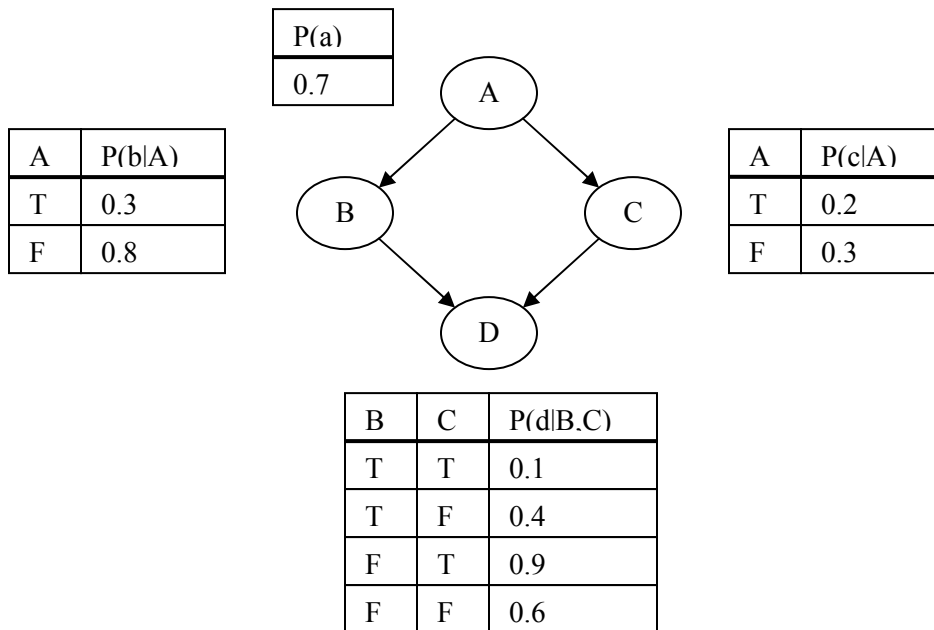 P(a)
0.7
A
A P(b|A)
T 0.3
F 0.8
B
C
A P(c|A)
T 0.2
F 0.3
D
B C P(d|B,C)
T T 0.1
T F 0.4
F T 0.9
F F 0.6